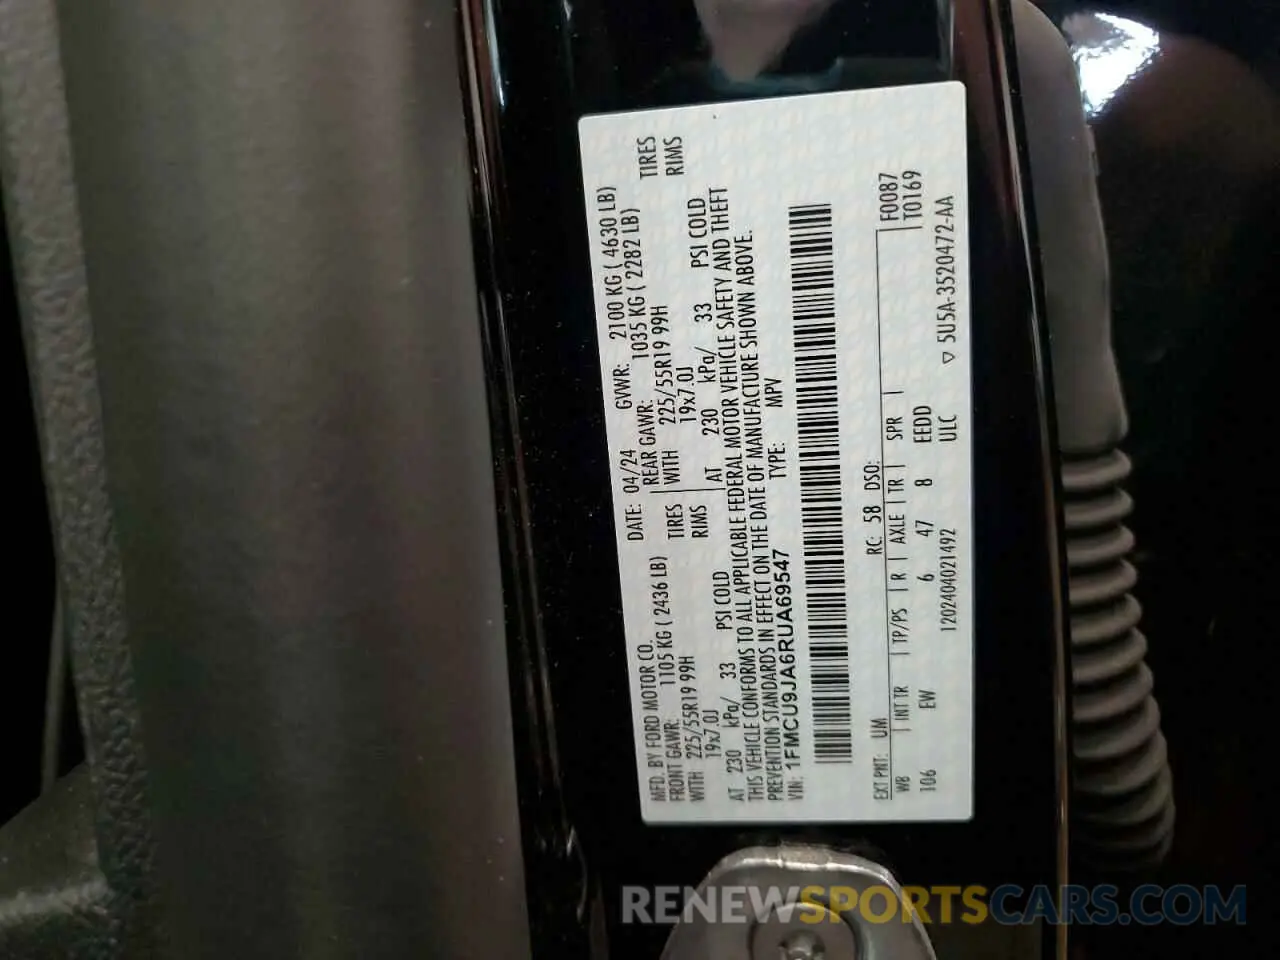 MFD. BY FORD MOTOR CO. DATE: 04/24 GVWR: 2100 KG ( 4630 LB)
FRONT GAWR: 1105 KG ( 2436 LB) REAR GAWR: 1035 KG ( 2282 LB)
WITH 225/55R19 99H TIRES WITH 225/55R19 99H TIRES
19x7.0J RIMS 19x7.0J RIMS
AT 230 kPa/ 33 PSI COLD AT 230 kPa/ 33 PSI COLD
THIS VEHICLE CONFORMS TO ALL APPLICABLE FEDERAL MOTOR VEHICLE SAFETY AND THEFT
PREVENTION STANDARDS IN EFFECT ON THE DATE OF MANUFACTURE SHOWN ABOVE.
VIN: 1FMCU9JA6RUA69547 TYPE: MPV
EXT PNT: UM RC: 58 DSO: F0087
WB INT TR TP/PS R AXLE TR SPR T0169
106 EW 6 47 8 EEDD
120240402​1492 ULC ▽ 5U5A-3520472-AA
RENEWSPORTSCARS.COM